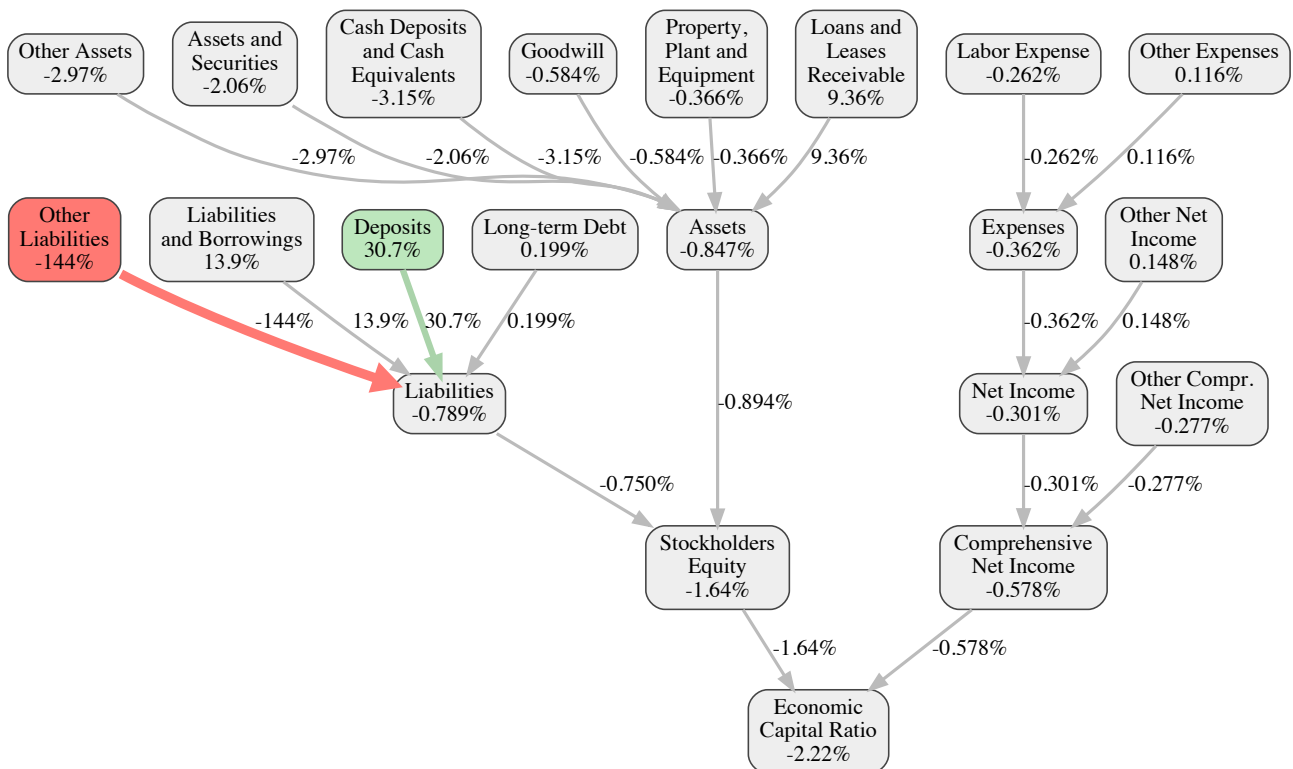 Other Assets
-2.97%
Assets and
Securities
-2.06%
Cash Deposits
and Cash
Equivalents
-3.15%
Goodwill
-0.584%
Property,
Plant and
Equipment
-0.366%
Loans and
Leases
Receivable
9.36%
Labor Expense
-0.262%
Other Expenses
0.116%
-2.97%
-2.06%
-3.15%
-0.584%
-0.366%
9.36%
-0.262%
0.116%
Other
Liabilities
-144%
Liabilities
and Borrowings
13.9%
Deposits
30.7%
Long-term Debt
0.199%
Assets
-0.847%
Expenses
-0.362%
Other Net
Income
0.148%
-144%
13.9%
30.7%
0.199%
-0.362%
0.148%
Liabilities
-0.789%
-0.894%
Net Income
-0.301%
Other Compr.
Net Income
-0.277%
-0.750%
-0.301%
-0.277%
Stockholders
Equity
-1.64%
Comprehensive
Net Income
-0.578%
-1.64%
-0.578%
Economic
Capital Ratio
-2.22%